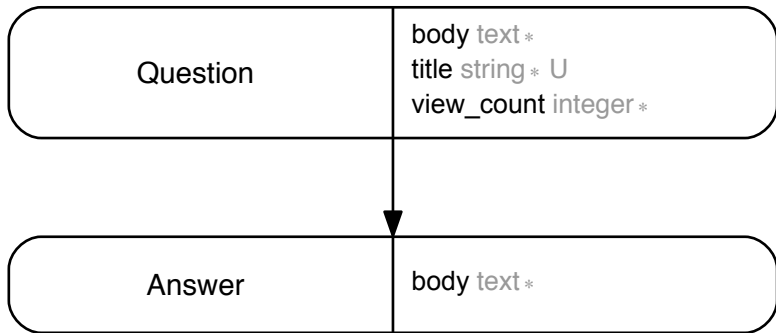 Question
body text *
title string * U
view_count integer *
Answer
body text *